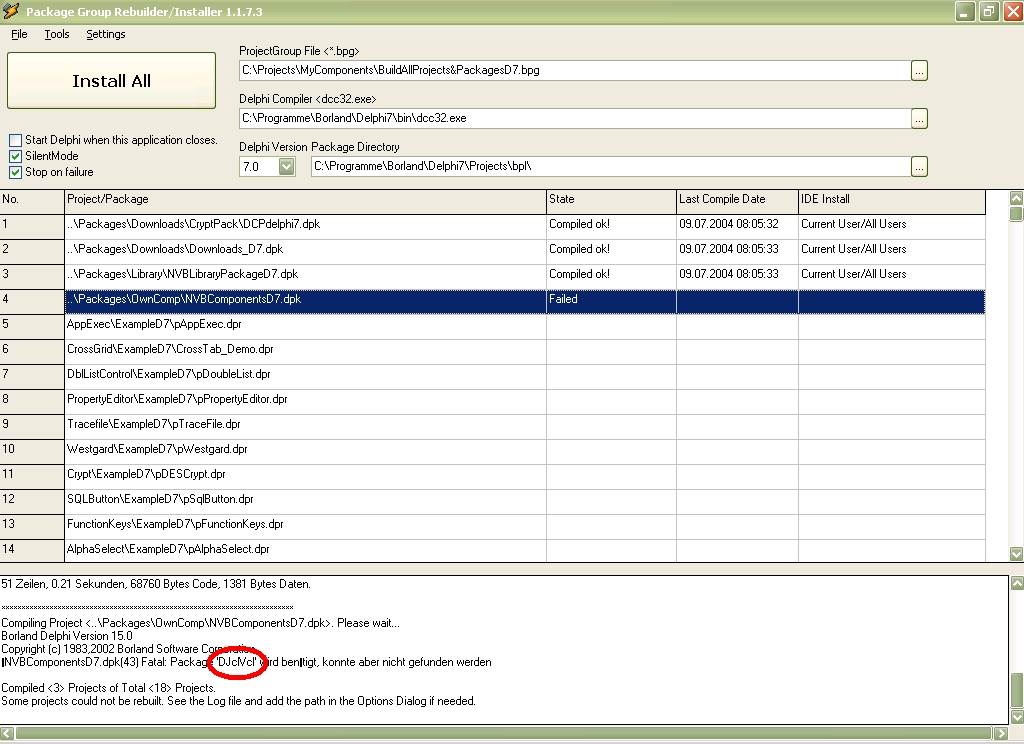 Package Group Rebuilder/Installer 1.1.7.3
File Tools Settings
ProjectGroup File <*.bpg>
Install All
C:\Projects\MyComponents\BuildAllProjects&PackagesD7.bpg
...
Delphi Compiler <dcc32.exe>
C:\Programme\Borland\Delphi7\bin\dcc32.exe
...
Start Delphi when this application closes.
SilentMode
Stop on failure
Delphi Version Package Directory
7.0 C:\Programme\Borland\Delphi7\Projects\bpl\
...
No. Project/Package State Last Compile Date IDE Install
1 ..\Packages\Downloads\CryptPack\DCPdelphi7.dpk Compiled ok! 09.07.2004 08:05:32 Current User/All Users
2 ..\Packages\Downloads\Downloads_D7.dpk Compiled ok! 09.07.2004 08:05:33 Current User/All Users
3 ..\Packages\Library\NVBLibraryPackageD7.dpk Compiled ok! 09.07.2004 08:05:33 Current User/All Users
4 ..\Packages\OwnComp\NVBComponentsD7.dpk Failed
5 AppExec\ExampleD7\pAppExec.dpr
6 CrossGrid\ExampleD7\CrossTab_Demo.dpr
7 DblListControl\ExampleD7\pDoubleList.dpr
8 PropertyEditor\ExampleD7\pPropertyEditor.dpr
9 Tracefile\ExampleD7\pTraceFile.dpr
10 Westgard\ExampleD7\pWestgard.dpr
11 Crypt\ExampleD7\pDESCrypt.dpr
12 SQLButton\ExampleD7\pSqlButton.dpr
13 FunctionKeys\ExampleD7\pFunctionKeys.dpr
14 AlphaSelect\ExampleD7\pAlphaSelect.dpr
51 Zeilen, 0.21 Sekunden, 68760 Bytes Code, 1381 Bytes Daten.
Compiling Project <..\Packages\OwnComp\NVBComponentsD7.dpk>. Please wait...
Borland Delphi Version 15.0
Copyright (c) 1983,2002 Borland Software Corporation
NVBComponentsD7.dpk(43) Fatal: Package 'DJclVcl' wird ben|tigt, konnte aber nicht gefunden werden
Compiled <3> Projects of Total <18> Projects.
Some projects could not be rebuilt. See the Log file and add the path in the Options Dialog if needed.